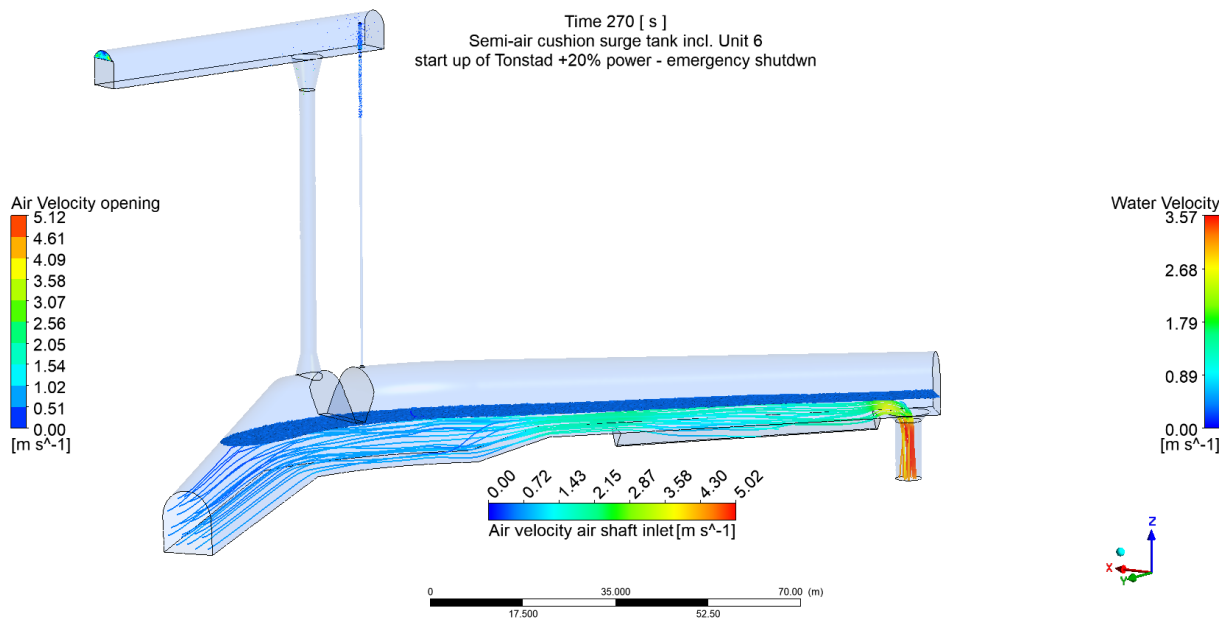 Time 270 [ s ]
Semi-air cushion surge tank incl. Unit 6
start up of Tonstad +20% power - emergency shutdwn
Air Velocity opening
5.12
4.61
4.09
3.58
3.07
2.56
2.05
1.54
1.02
0.51
0.00
[m s^-1]
Water Velocity
3.57
2.68
1.79
0.89
0.00
[m s^-1]
0.00 0.72 1.43 2.15 2.87 3.58 4.30 5.02
Air velocity air shaft inlet [m s^-1]
0 35.000 70.00 (m)
17.500 52.50
Z
X
Y